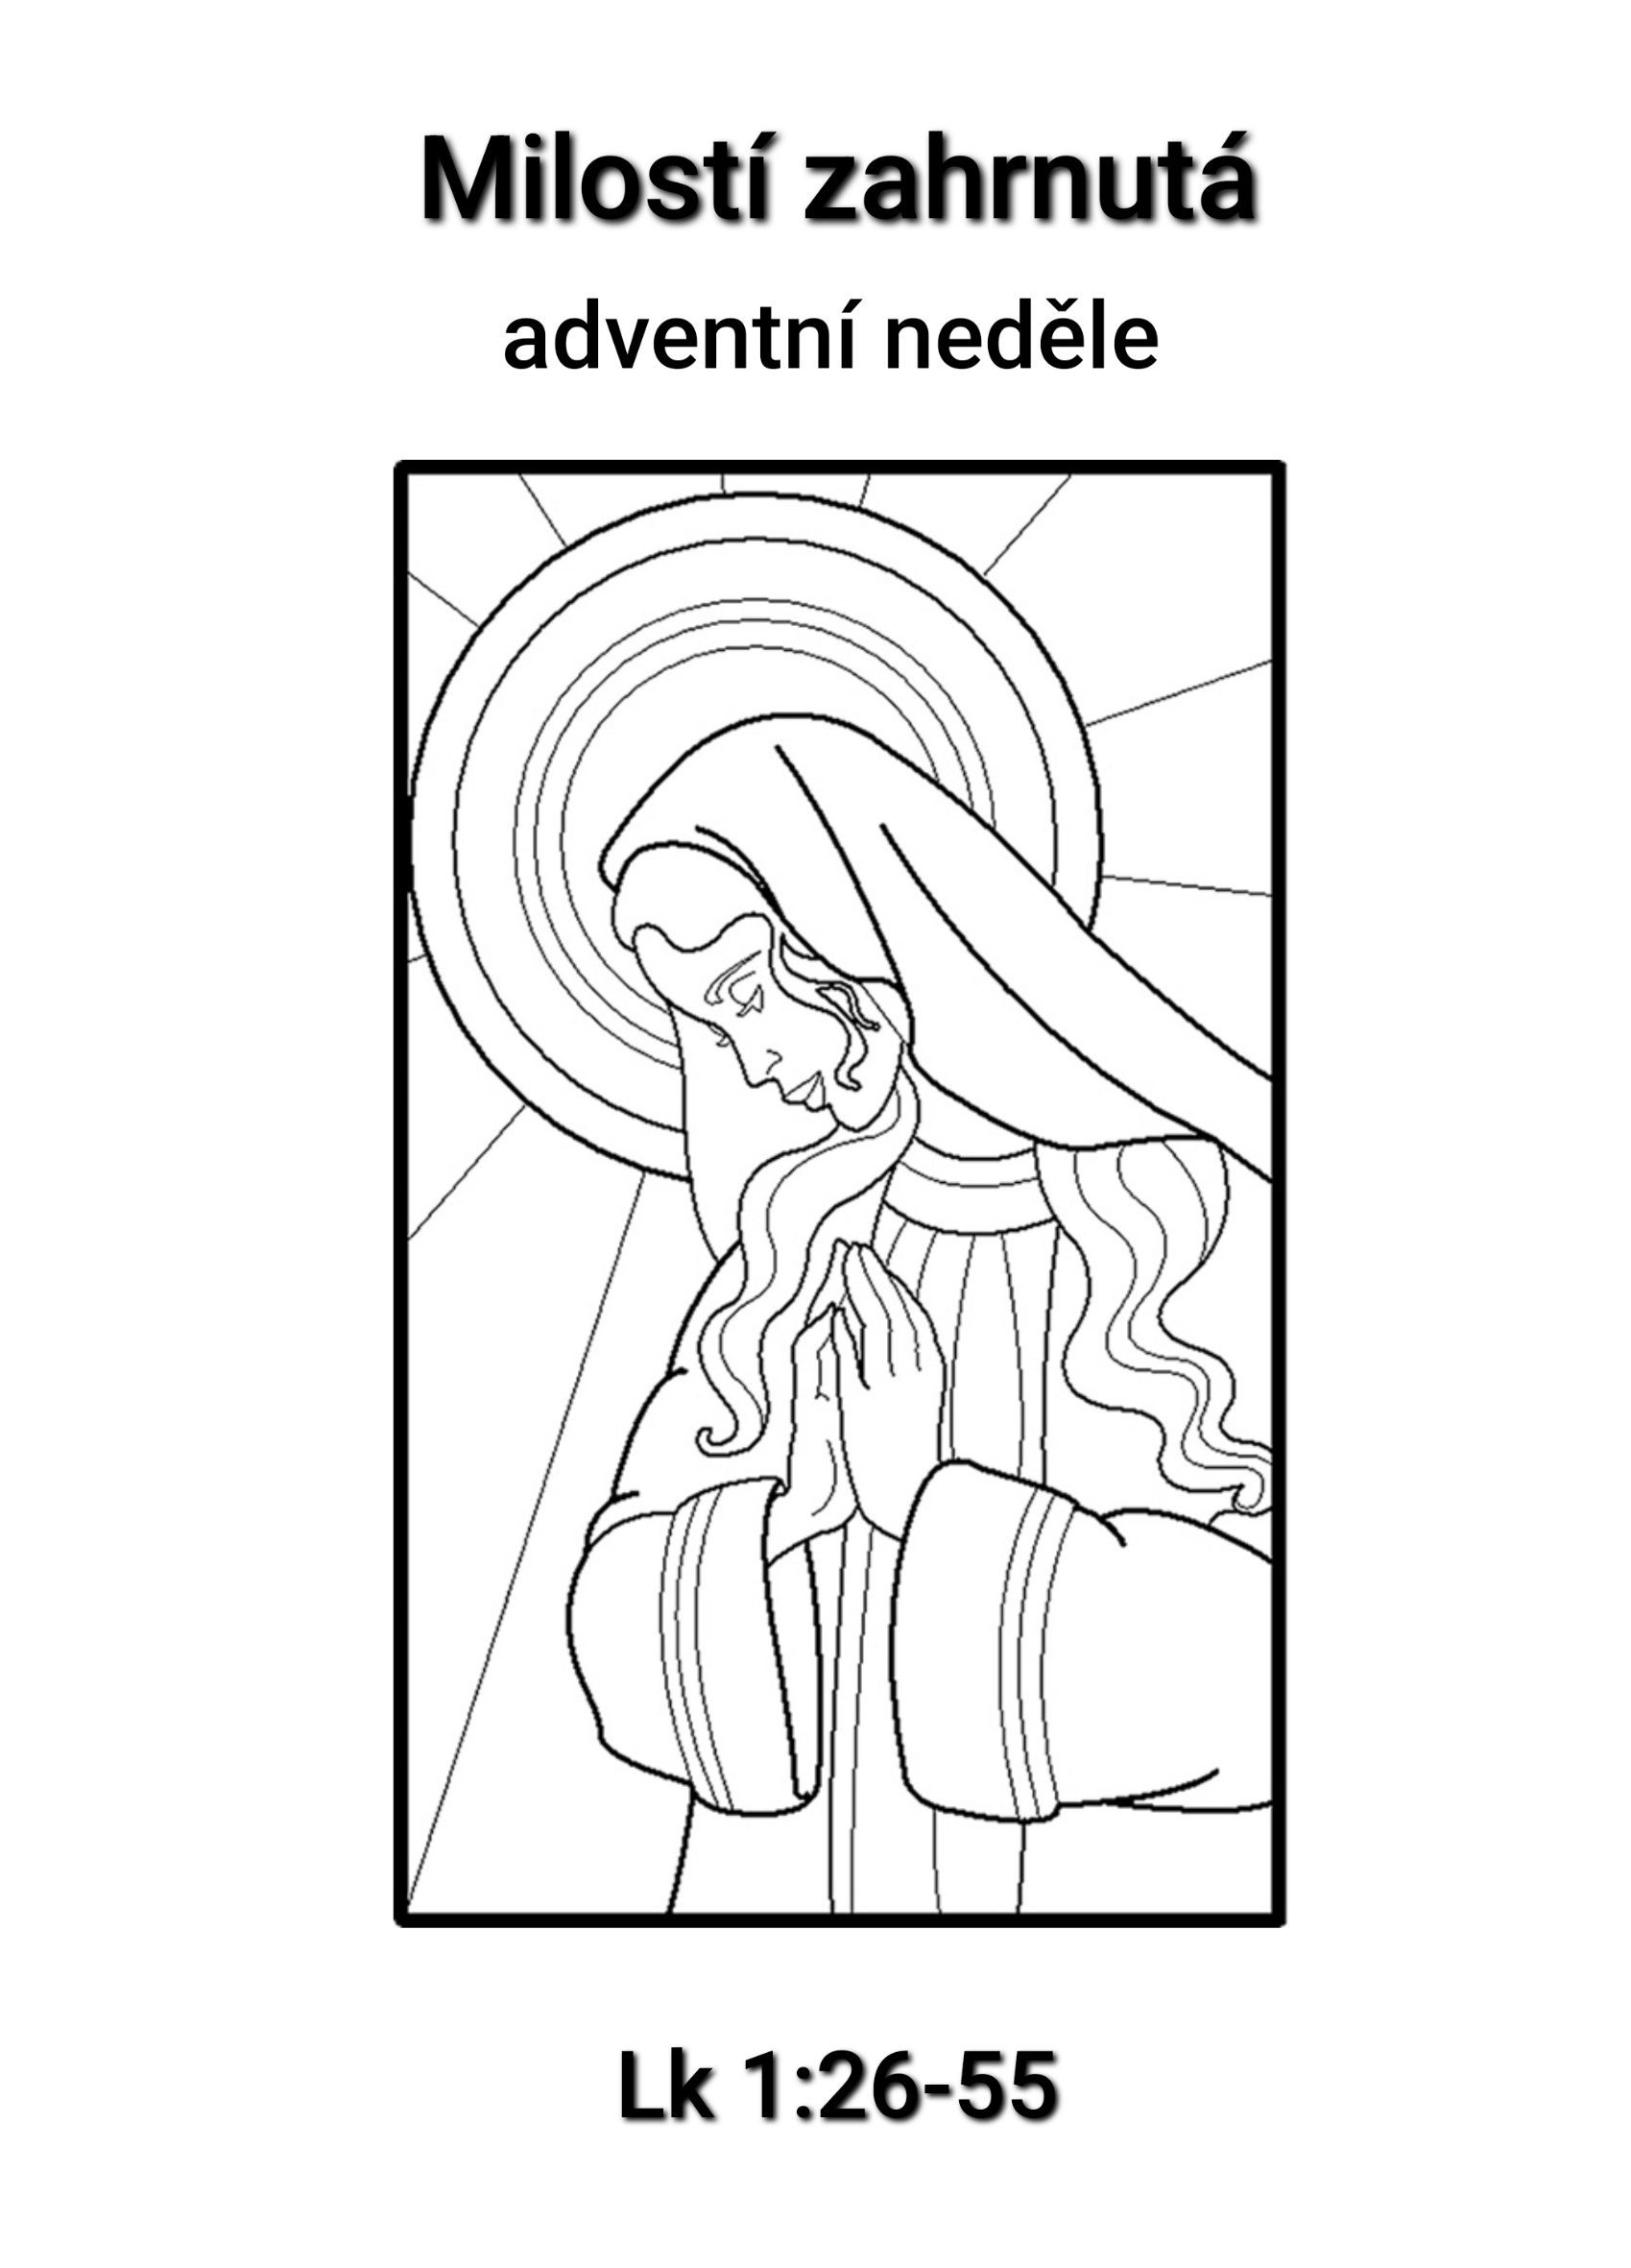 Milostí zahrnutá
adventní neděle
Lk 1:26-55